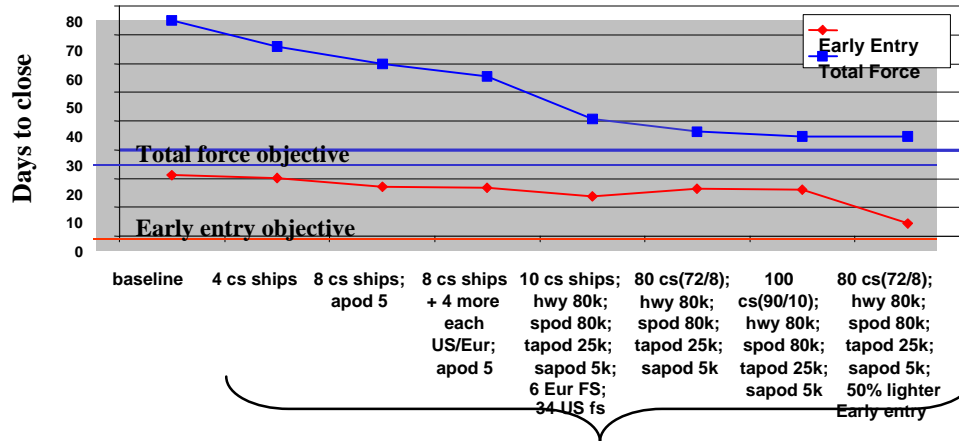 80
70
60
50
40
30
20
10
0
Days to close
Early Entry
Total Force
Total force objective
Early entry objective
baseline
4 cs ships
8 cs ships;
apod 5
8 cs ships
+ 4 more
each
US/Eur;
apod 5
10 cs ships;
hwy 80k;
spod 80k;
tapod 25k;
sapod 5k;
6 Eur FS;
34 US fs
80 cs(72/8);
hwy 80k;
spod 80k;
tapod 25k;
sapod 5k
100
cs(90/10);
hwy 80k;
spod 80k;
tapod 25k;
sapod 5k
80 cs(72/8);
hwy 80k;
spod 80k;
tapod 25k;
sapod 5k;
50% lighter
Early entry